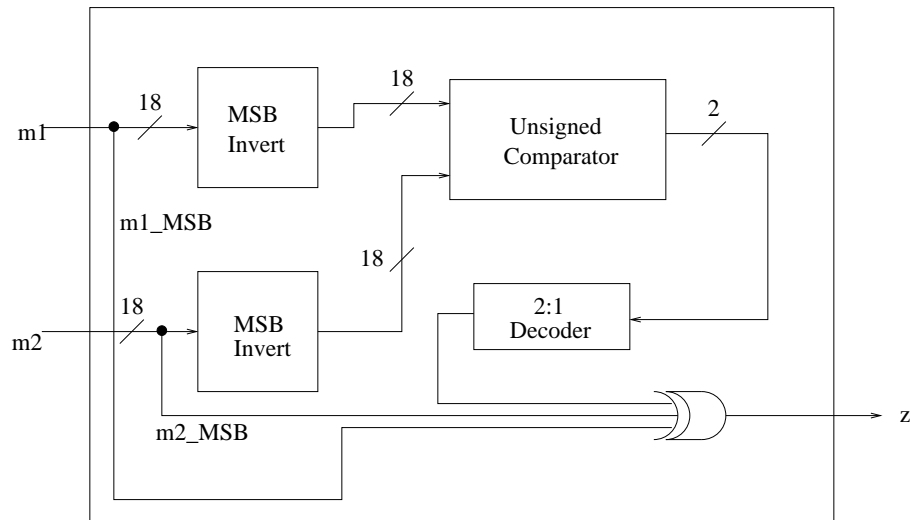 18
MSB
Invert
18
Unsigned
Comparator
2
m1
m1_MSB
18
18
MSB
Invert
2:1
Decoder
m2
m2_MSB
z